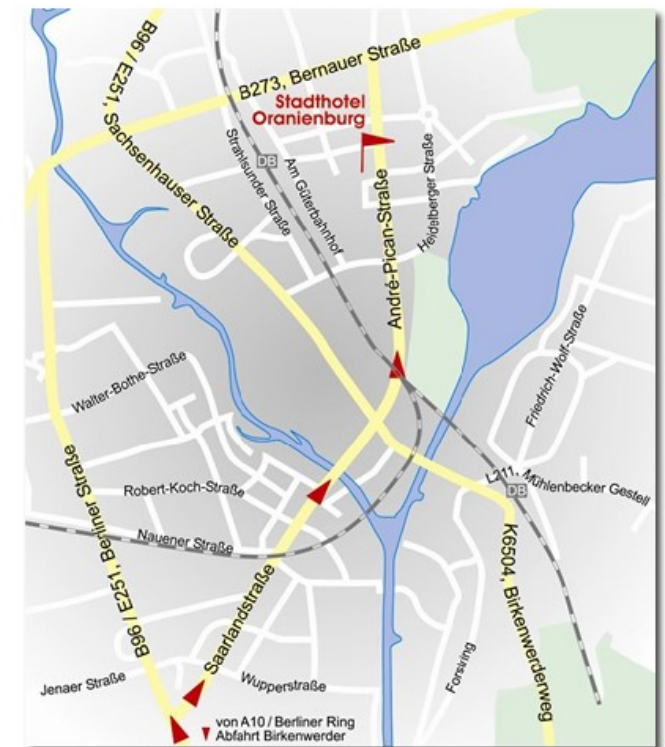 B96 / E251, Sachsenhauser Straße
B273, Bernauer Straße
Stadthotel
Oranienburg
DB
Strahlsunder Straße
Am Güterbahnhof
Heidelberger Straße
André-Pican-Straße
Friedrich-Wolf-Straße
Walter-Bothe-Straße
B96 / E251, Berliner Straße
Robert-Koch-Straße
L211, Mühlenbecker Gestell
DB
Nauener Straße
K6504, Birkenwerderweg
Saarlandstraße
Jenaer Straße
Wupperstraße
Forstring
von A10 / Berliner Ring
Abfahrt Birkenwerder